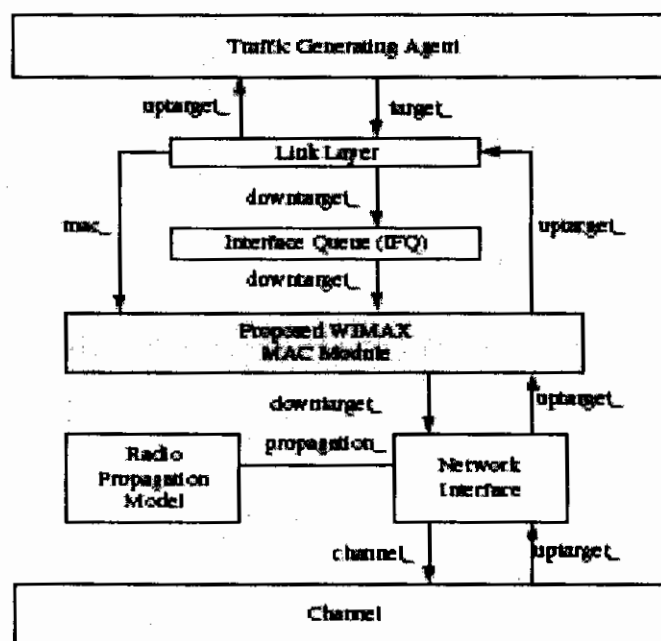 Traffic Generating Agent
uptarget_
target_
Link Layer
mac_
downtarget_
uptarget_
Interface Queue (IFQ)
downtarget_
Proposed WIMAX
MAC Module
downtarget_
uptarget_
propagation_
Radio
Propagation
Model
Network
Interface
channel_
uptarget_
Channel